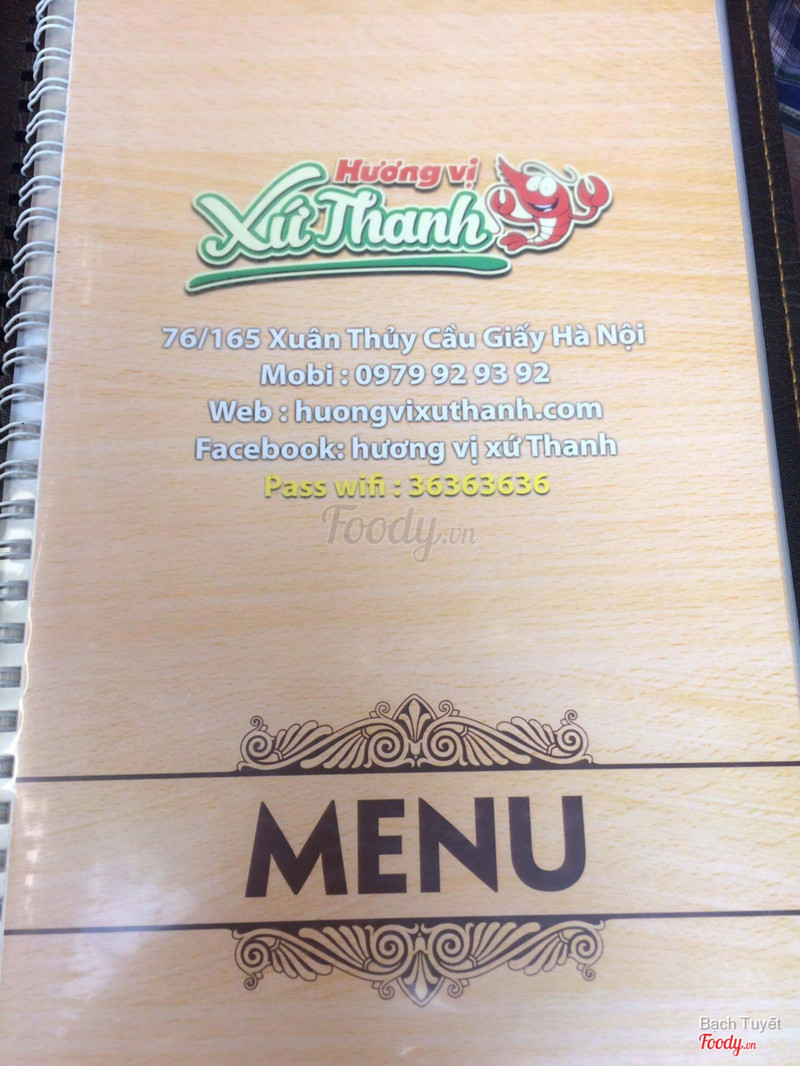 Hương vị
Xứ Thanh
76/165 Xuân Thủy Cầu Giấy Hà Nội
Mobi : 0979 92 93 92
Web : huongvixuthanh.com
Facebook: hương vị xứ Thanh
Pass wifi : 36363636
Foody.vn
MENU
Bạch Tuyết
Foody.vn